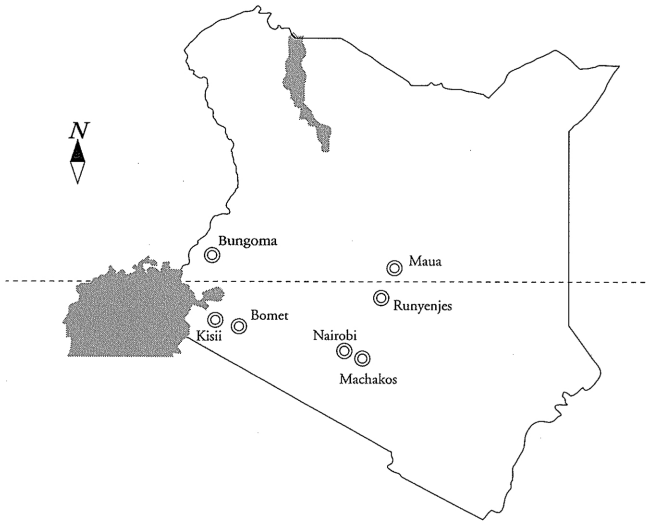 N
Bungoma
Maua
Runyenjes
Bomet
Kisii
Nairobi
Machakos